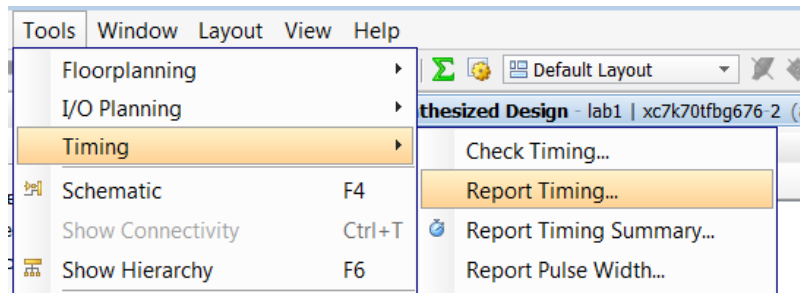 Tools Window Layout View Help
Floorplanning
Default Layout
I/O Planning
thesized Design - lab1 | xc7k70tfbg676-2
Timing
Check Timing...
Report Timing...
Schematic F4
Show Connectivity Ctrl+T
Report Timing Summary...
Show Hierarchy F6
Report Pulse Width...